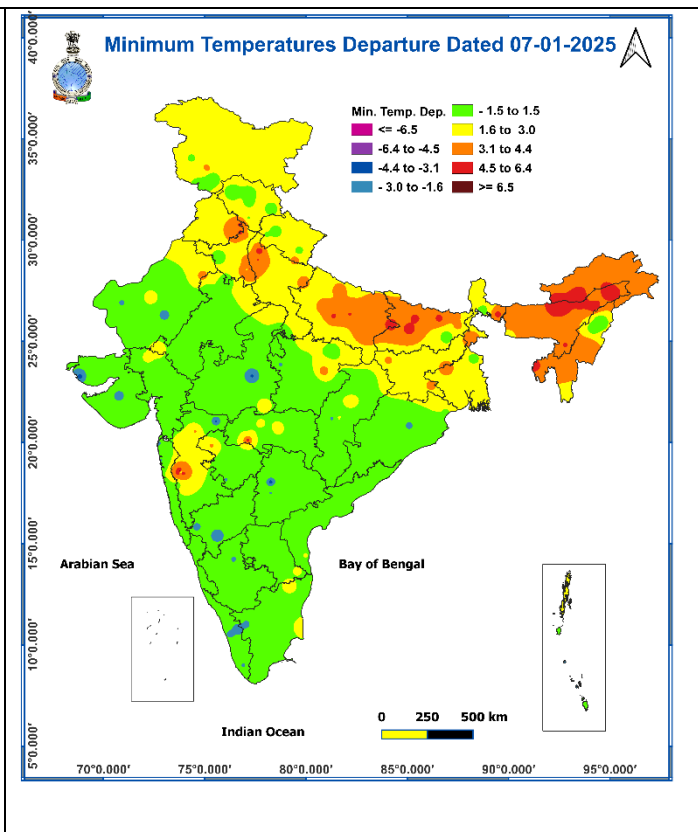 Minimum Temperatures Departure Dated 07-01-2025
Min. Temp. Dep.
<= -6.5
-6.4 to -4.5
-4.4 to -3.1
- 3.0 to -1.6
- 1.5 to 1.5
1.6 to 3.0
3.1 to 4.4
4.5 to 6.4
>= 6.5
40°0.000'
35°0.000'
30°0.000'
25°0.000'
20°0.000'
15°0.000'
10°0.000'
5°0.000'
Arabian Sea
Bay of Bengal
Indian Ocean
0 250 500 km
70°0.000' 75°0.000' 80°0.000' 85°0.000' 90°0.000' 95°0.000'